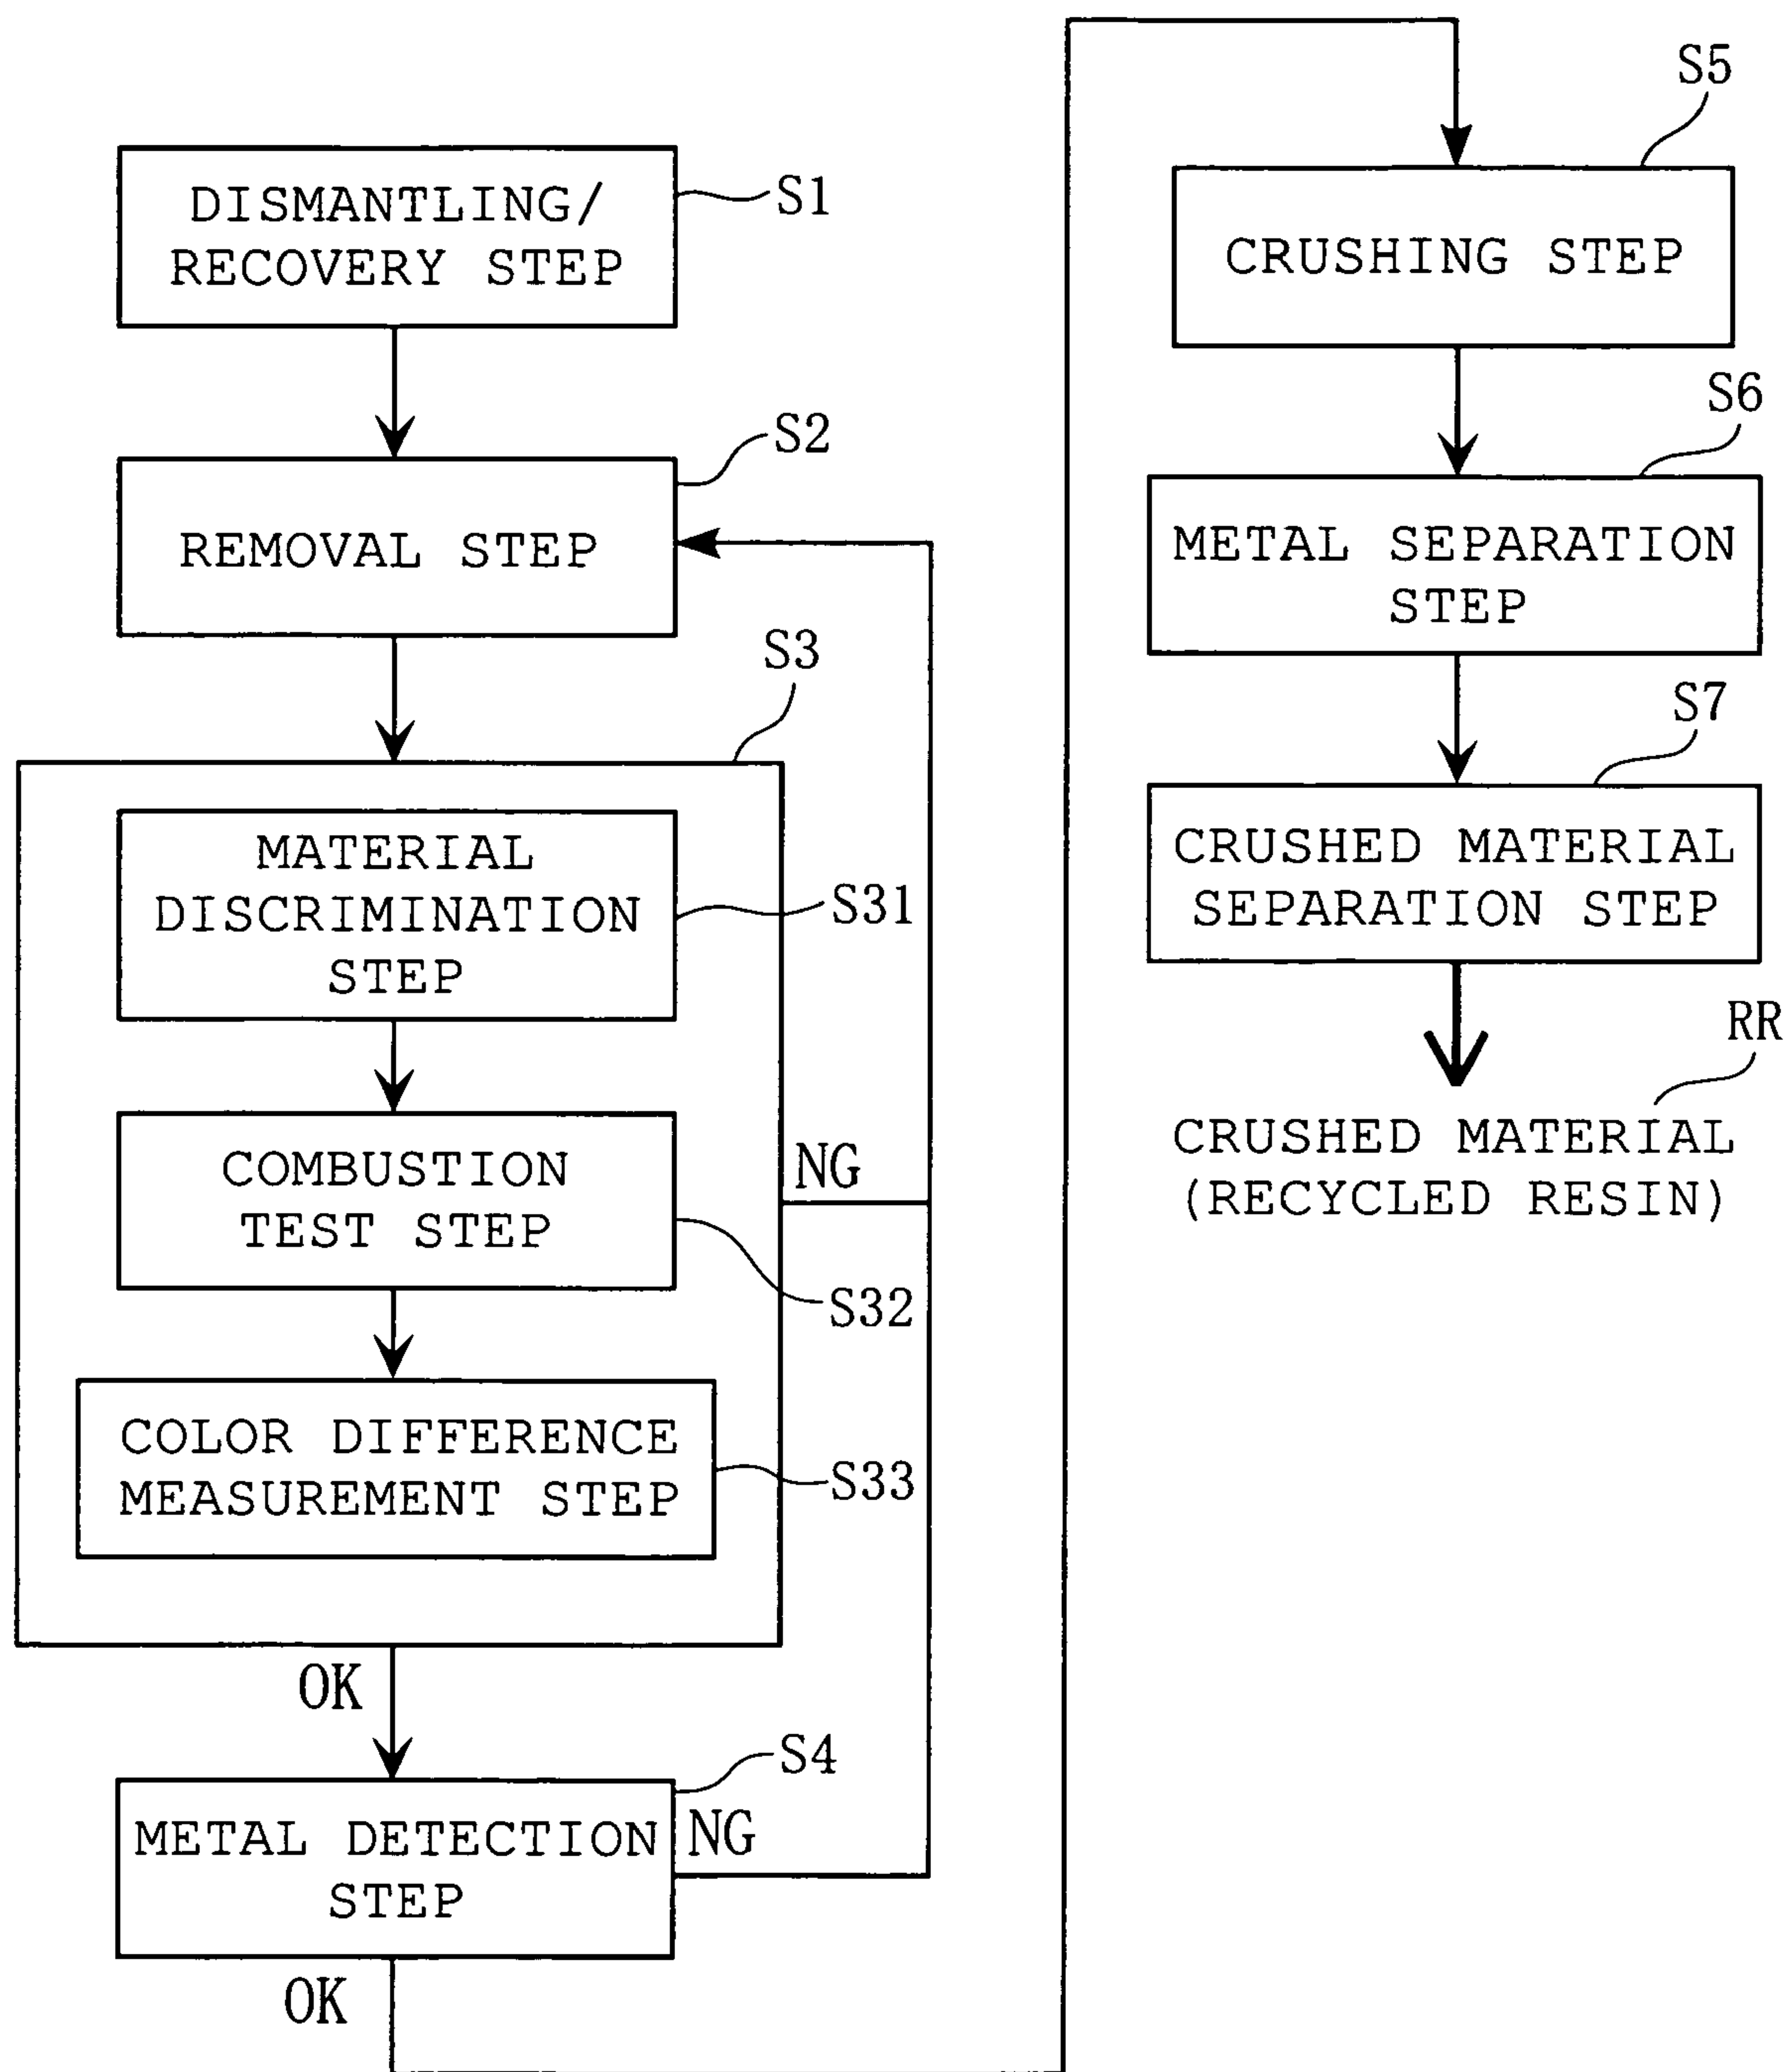 DISMANTLING/
RECOVERY STEP
S1
S2
REMOVAL STEP
S3
MATERIAL
DISCRIMINATION
STEP
S31
COMBUSTION
TEST STEP
NG
S32
COLOR DIFFERENCE
MEASUREMENT STEP
S33
OK
S4
METAL DETECTION
STEP
NG
OK
S5
CRUSHING STEP
S6
METAL SEPARATION
STEP
S7
CRUSHED MATERIAL
SEPARATION STEP
RR
CRUSHED MATERIAL
(RECYCLED RESIN)